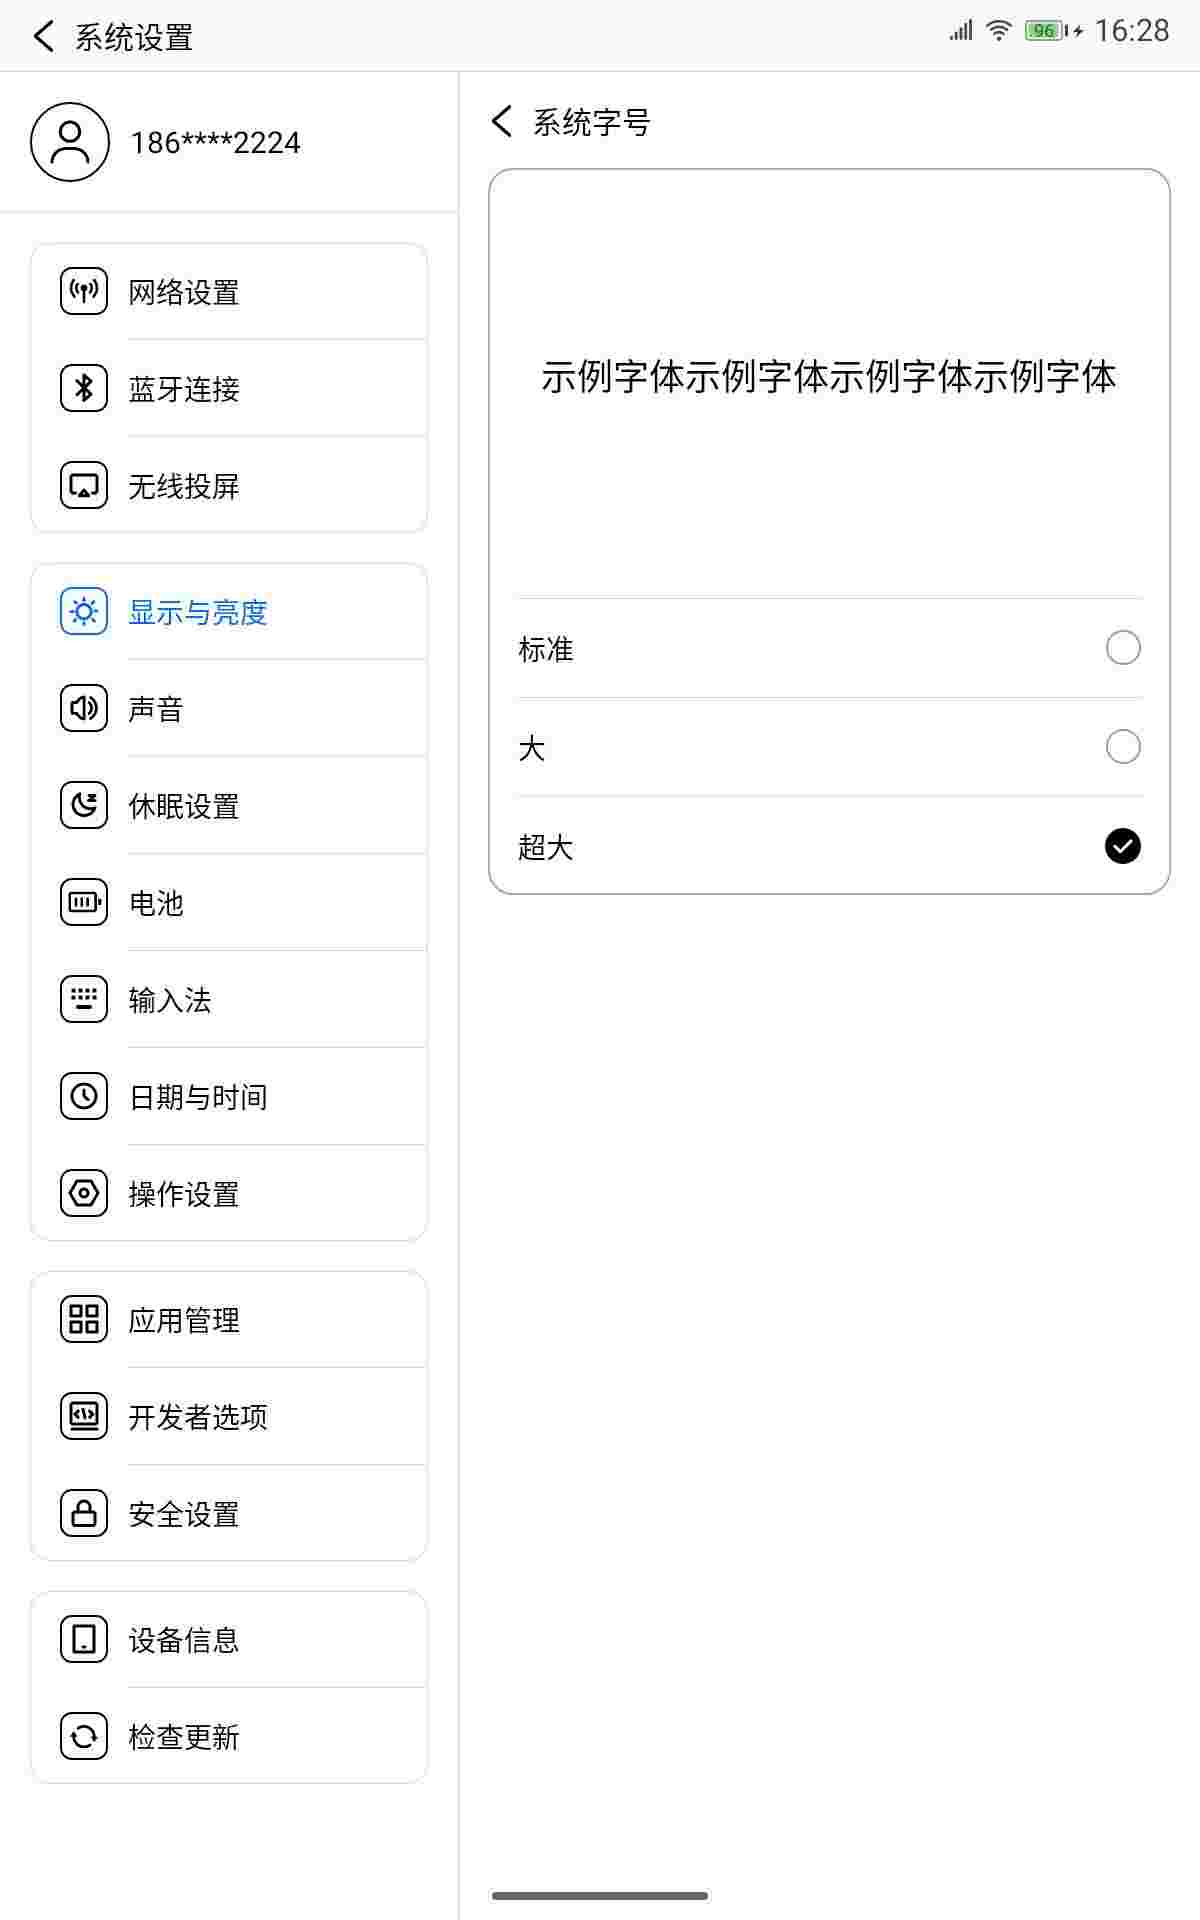 系统设置
96
16:28
186****2224
网络设置
蓝牙连接
无线投屏
显示与亮度
声音
休眠设置
电池
输入法
日期与时间
操作设置
应用管理
开发者选项
安全设置
设备信息
检查更新
系统字号
示例字体示例字体示例字体示例字体
标准
大
超大